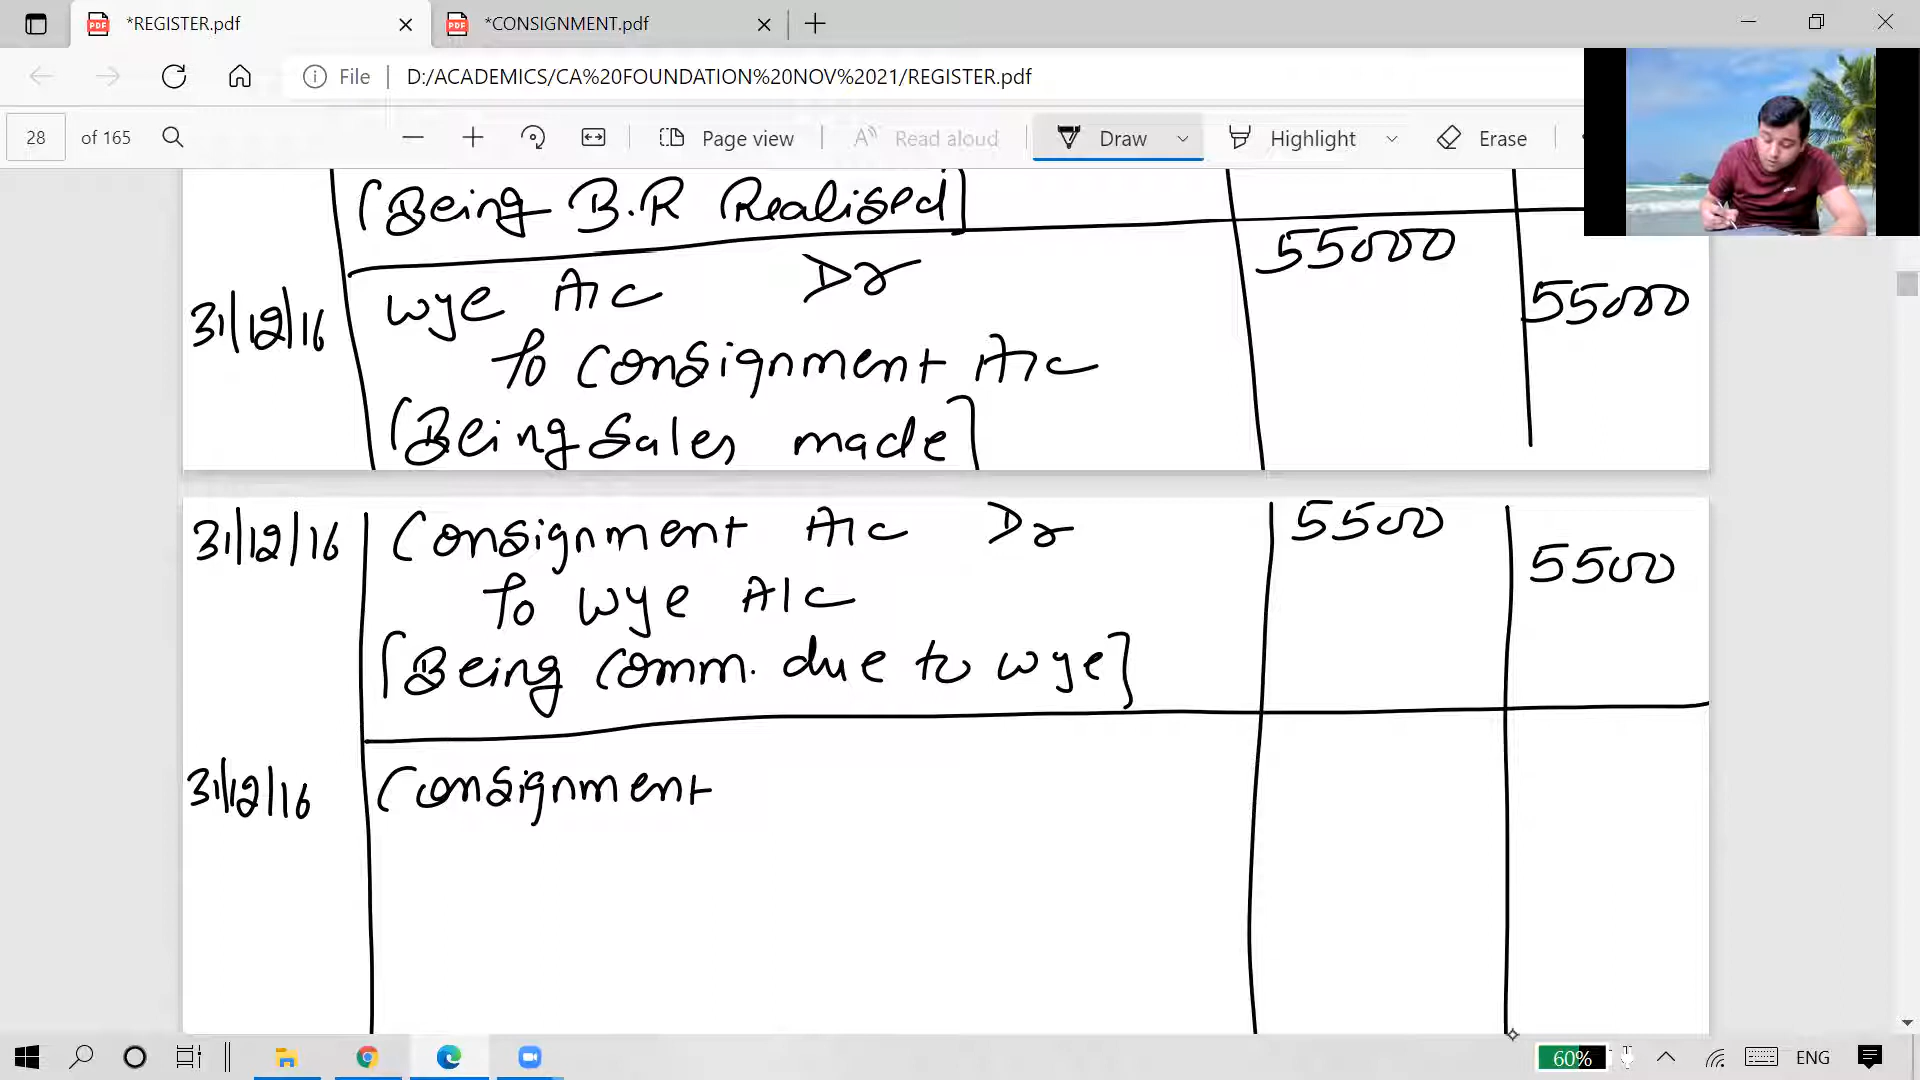 *REGISTER.pdf
*CONSIGNMENT.pdf
File
D:/ACADEMICS/CA%20FOUNDATION%20NOV%2021/REGISTER.pdf
28 of 165
Page view
Read aloud
Draw
Highlight
Erase
[Being B.R Realised]
31/12/16 Wye A/c Dr 55000
To Consignment A/c 55000
[Being Sales made]
31/12/16 Consignment A/c Dr 5500
To Wye A/c 5500
[Being Comm. due to Wye]
31/12/16 Consignment
60%
ENG